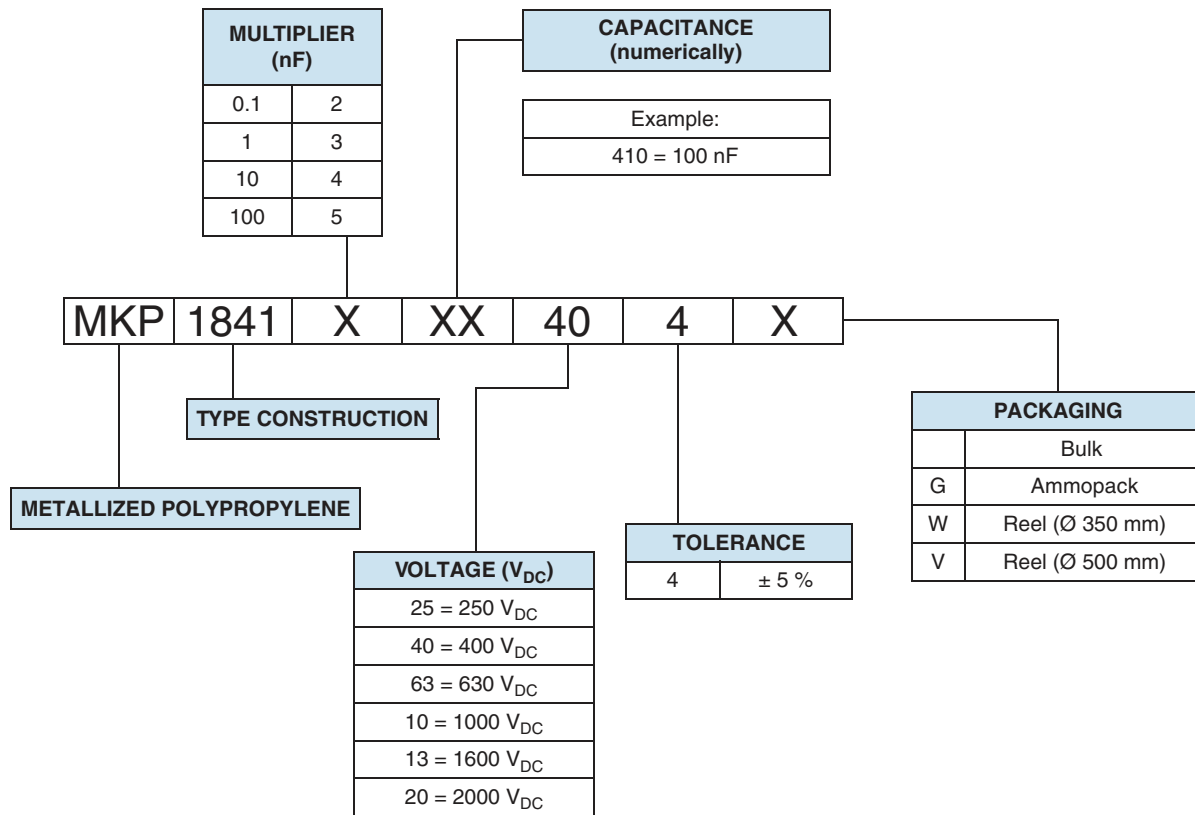 MULTIPLIER
(nF)
0.1 2
1 3
10 4
100 5
CAPACITANCE
(numerically)
Example:
410 = 100 nF
MKP 1841 X XX 40 4 X
TYPE CONSTRUCTION
METALLIZED POLYPROPYLENE
VOLTAGE (VDC)
25 = 250 VDC
40 = 400 VDC
63 = 630 VDC
10 = 1000 VDC
13 = 1600 VDC
20 = 2000 VDC
TOLERANCE
4 ± 5 %
PACKAGING
Bulk
G Ammopack
W Reel (Ø 350 mm)
V Reel (Ø 500 mm)